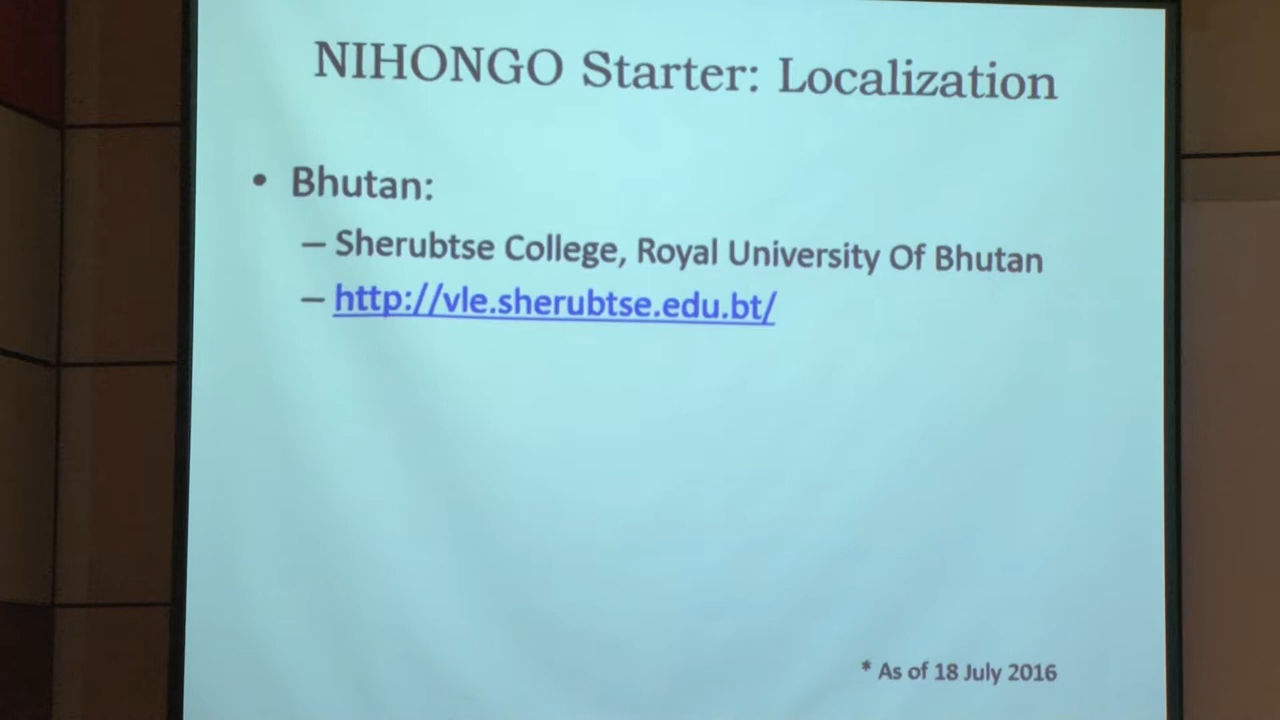 NIHONGO Starter: Localization
• Bhutan:
– Sherubtse College, Royal University Of Bhutan
– http://vle.sherubtse.edu.bt/
* As of 18 July 2016